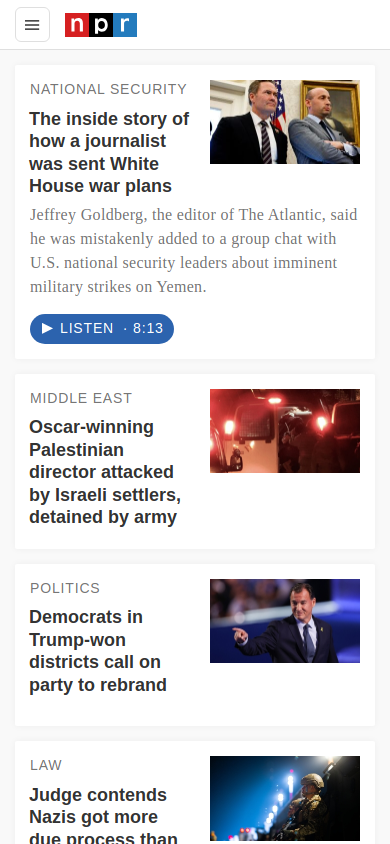 npr
NATIONAL SECURITY
The inside story of
how a journalist
was sent White
House war plans
Jeffrey Goldberg, the editor of The Atlantic, said
he was mistakenly added to a group chat with
U.S. national security leaders about imminent
military strikes on Yemen.
LISTEN · 8:13
MIDDLE EAST
Oscar-winning
Palestinian
director attacked
by Israeli settlers,
detained by army
POLITICS
Democrats in
Trump-won
districts call on
party to rebrand
LAW
Judge contends
Nazis got more
due process than